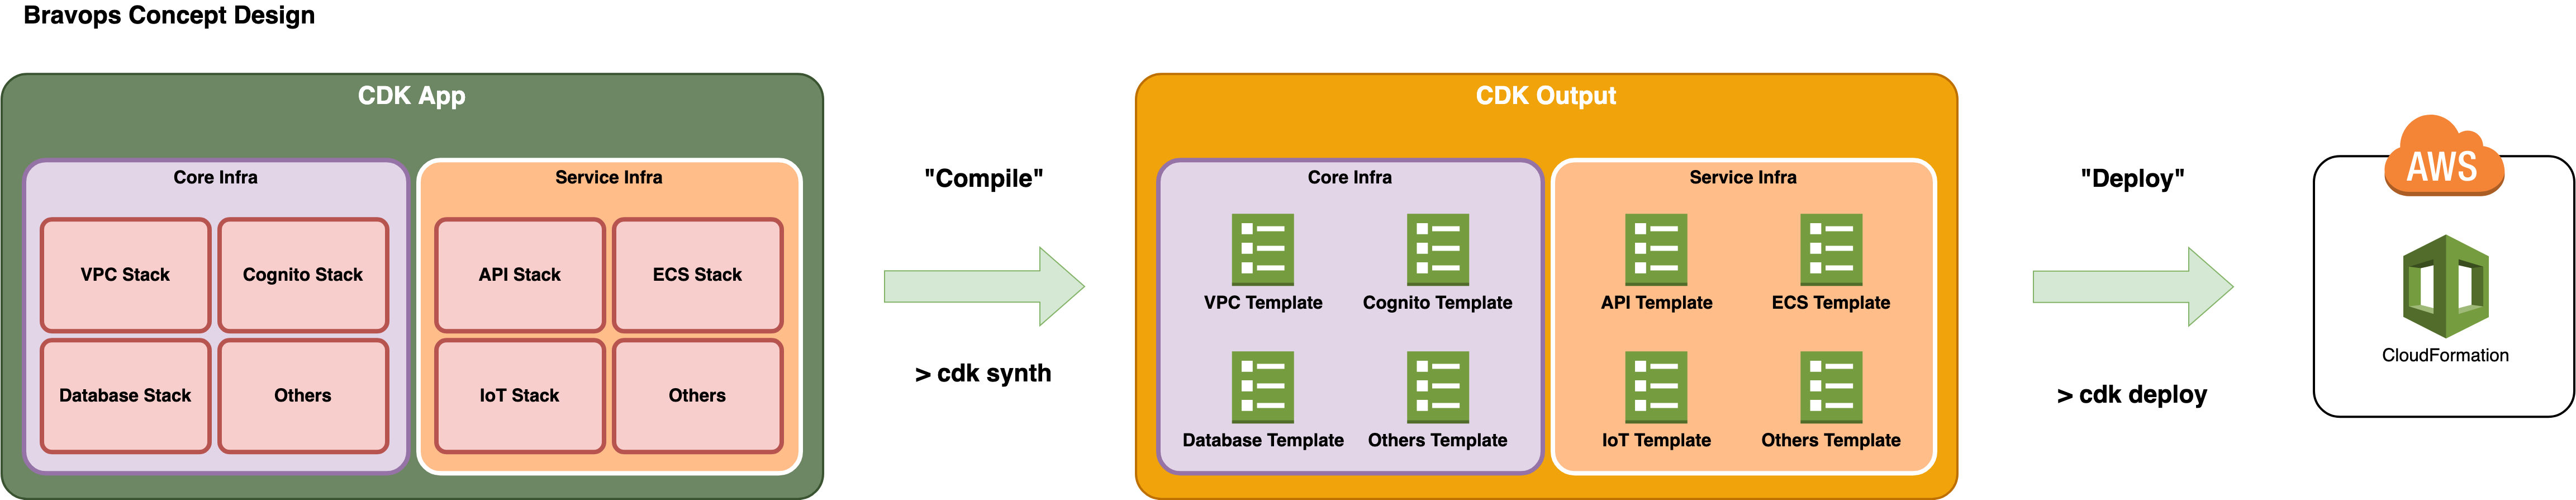 Bravops Concept Design
CDK App
Core Infra
VPC Stack
Cognito Stack
Database Stack
Others
Service Infra
API Stack
ECS Stack
IoT Stack
Others
"Compile"
> cdk synth
CDK Output
Core Infra
VPC Template
Cognito Template
Database Template
Others Template
Service Infra
API Template
ECS Template
IoT Template
Others Template
"Deploy"
> cdk deploy
AWS
CloudFormation